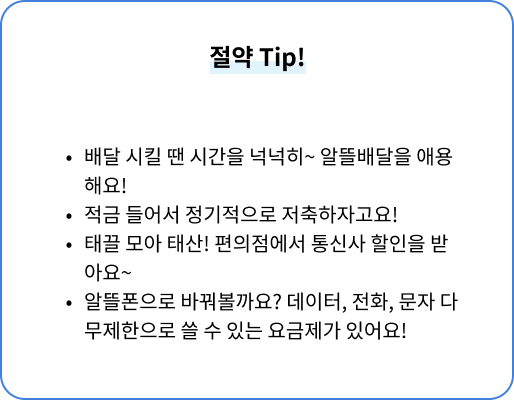 절약 Tip!
• 배달 시킬 땐 시간을 넉넉히~ 알뜰배달을 애용
해요!
• 적금 들어서 정기적으로 저축하자고요!
• 태끌 모아 태산! 편의점에서 통신사 할인을 받
아요~
• 알뜰폰으로 바꿔볼까요? 데이터, 전화, 문자 다
무제한으로 쓸 수 있는 요금제가 있어요!